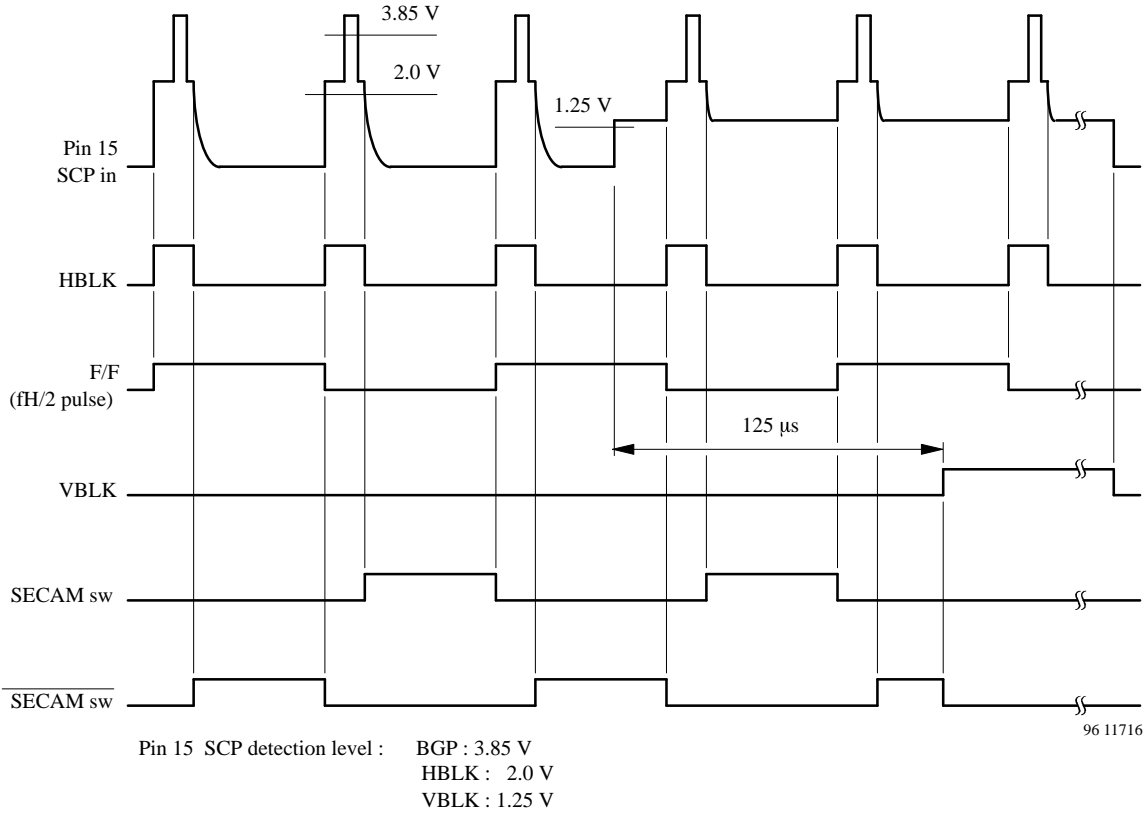 3.85 V
2.0 V
1.25 V
Pin 15
SCP in
HBLK
F/F
(fH/2 pulse)
125 µs
VBLK
SECAM sw
SECAM sw
96 11716
Pin 15 SCP detection level : BGP : 3.85 V
HBLK : 2.0 V
VBLK : 1.25 V